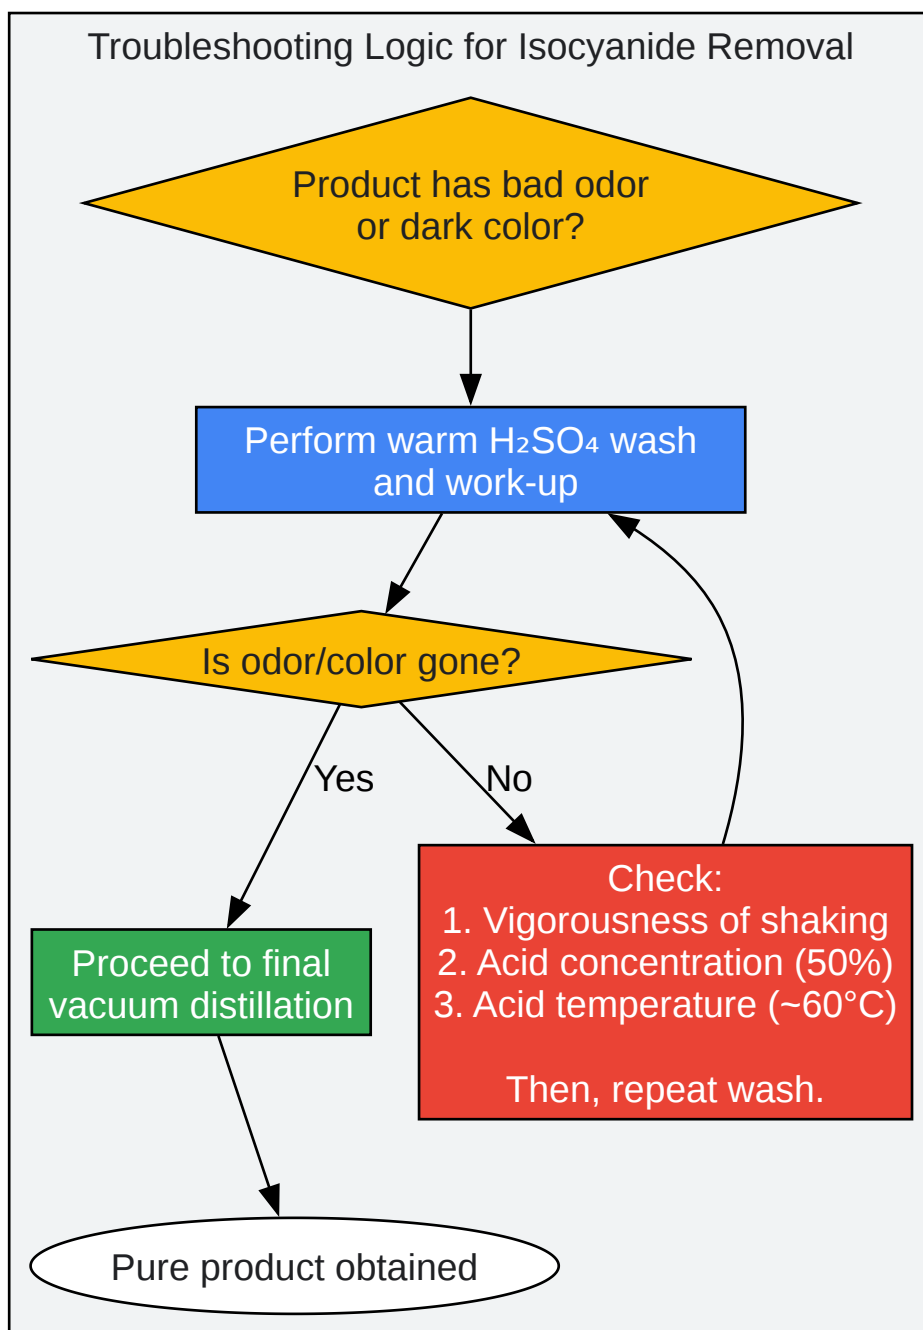 Troubleshooting Logic for Isocyanide Removal
Product has bad odor
or dark color?
Perform warm H₂SO₄ wash
and work-up
Is odor/color gone?
Yes
No
Check:
1. Vigorousness of shaking
2. Acid concentration (50%)
3. Acid temperature (~60°C)
Then, repeat wash.
Proceed to final
vacuum distillation
Pure product obtained